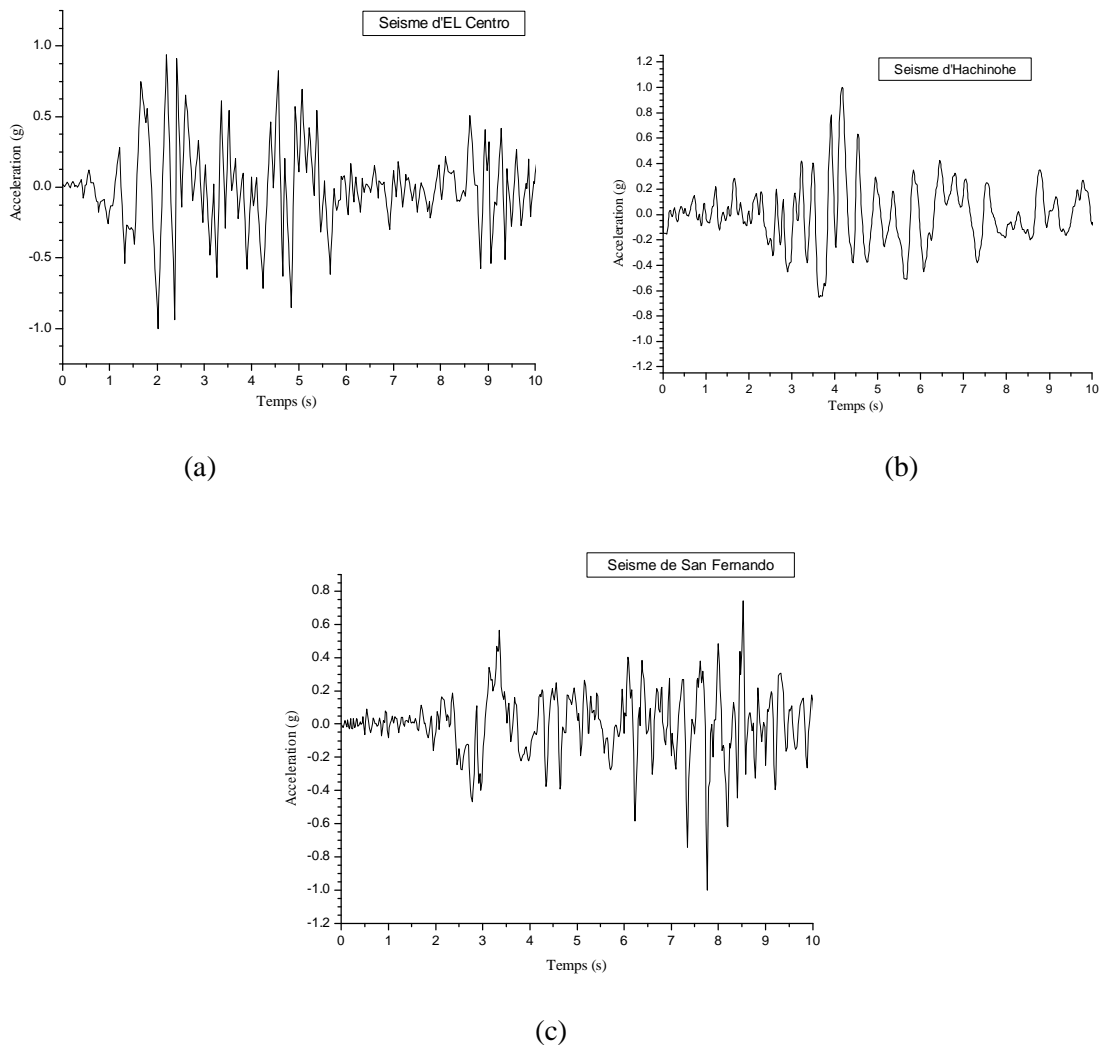 Seisme d'EL Centro
1.0
0.5
0.0
-0.5
-1.0
Acceleration (g)
0 1 2 3 4 5 6 7 8 9 10
Temps (s)
(a)
Seisme d'Hachinohe
1.2
1.0
0.8
0.6
0.4
0.2
0.0
-0.2
-0.4
-0.6
-0.8
-1.0
-1.2
Acceleration (g)
0 1 2 3 4 5 6 7 8 9 10
Temps (s)
(b)
Seisme de San Fernando
0.8
0.6
0.4
0.2
0.0
-0.2
-0.4
-0.6
-0.8
-1.0
-1.2
Acceleration (g)
0 1 2 3 4 5 6 7 8 9 10
Temps (s)
(c)